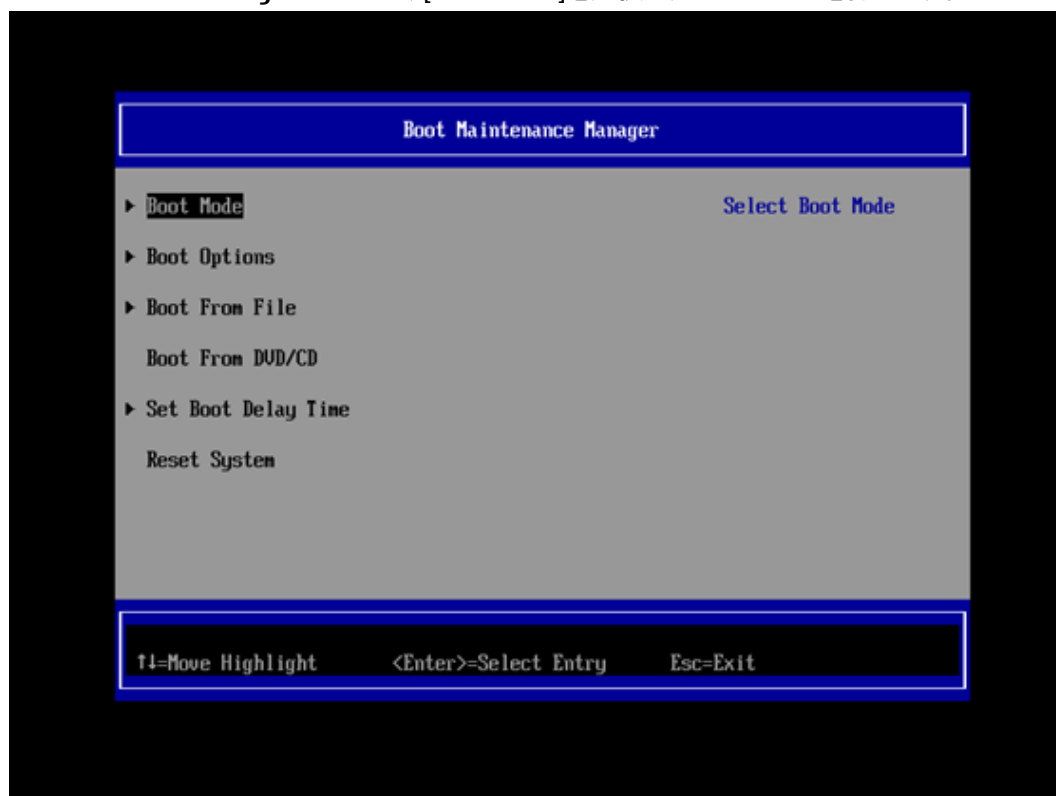 Boot Maintenance Manager
Boot Mode
Select Boot Mode
Boot Options
Boot From File
Boot From DVD/CD
Set Boot Delay Time
Reset System
↑↓=Move Highlight <Enter>=Select Entry Esc=Exit